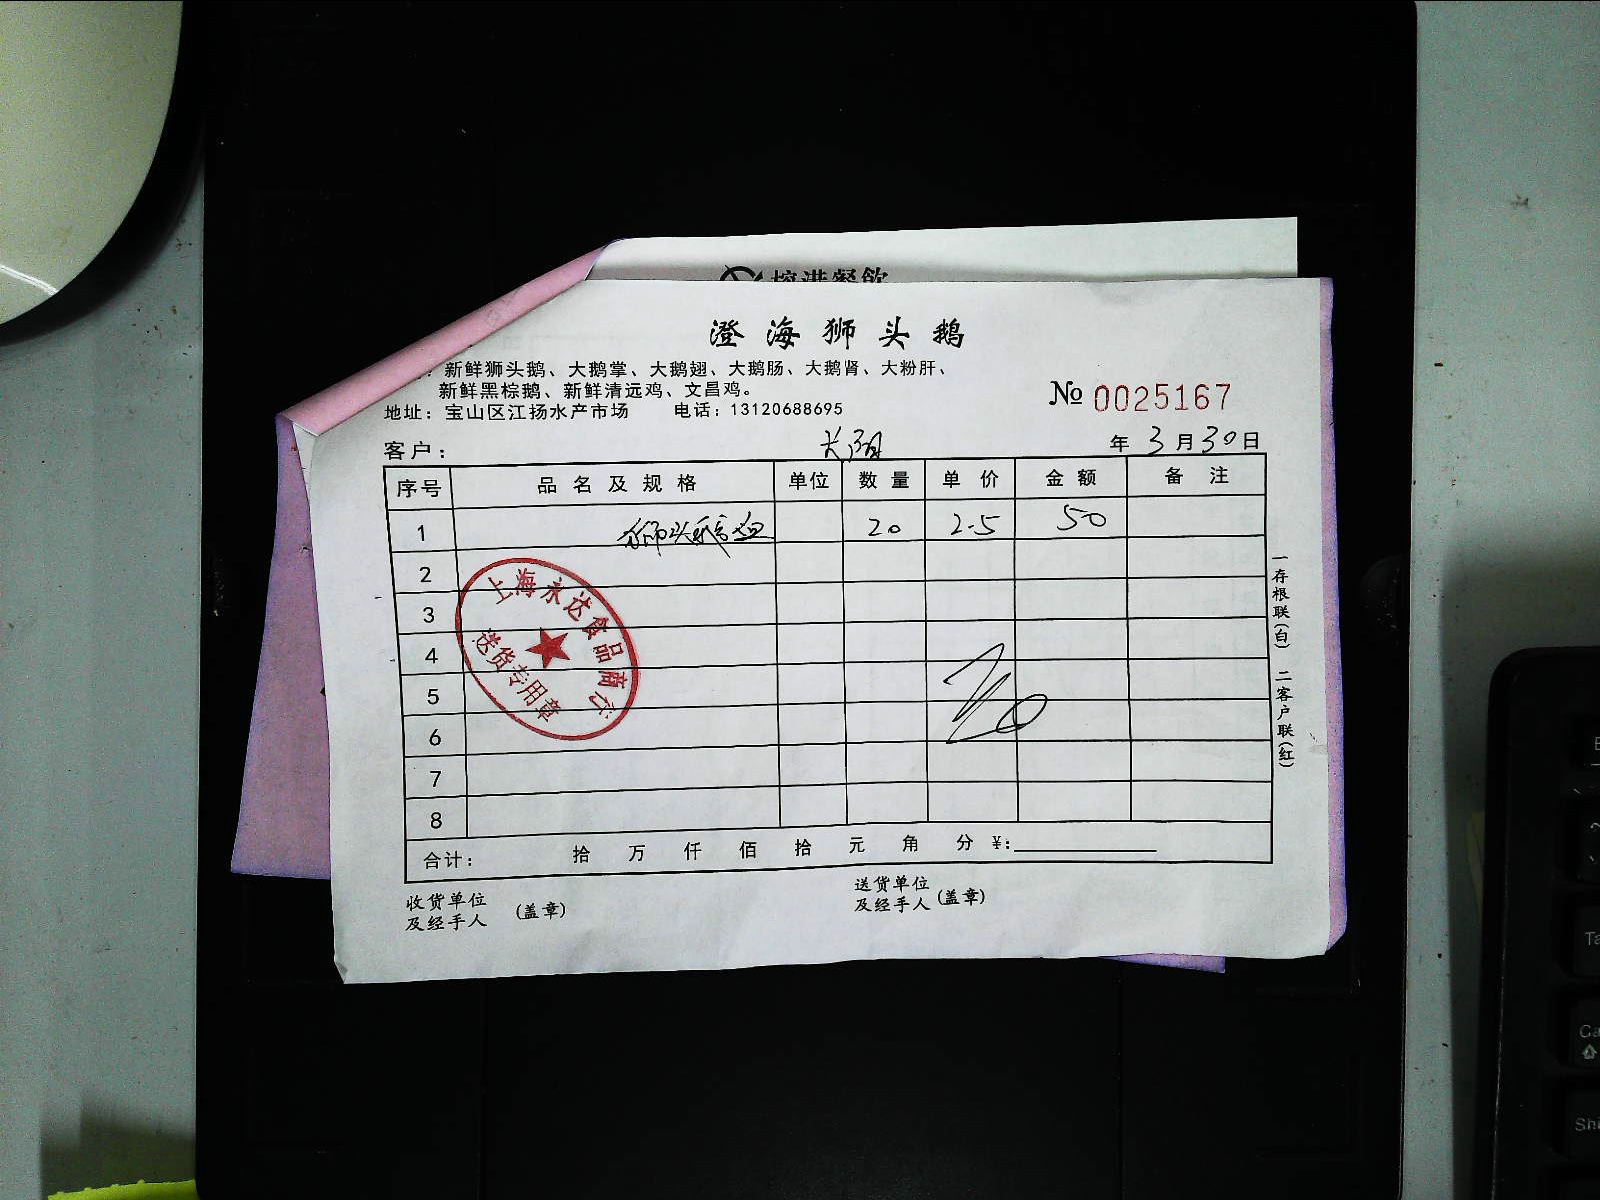 餐飲
澄海狮头鹅
：新鲜狮头鹅、大鹅掌、大鹅翅、大鹅肠、大鹅肾、大粉肝、
新鲜黑棕鹅、新鲜清远鸡、文昌鸡。
№ 0025167
地址：宝山区江扬水产市场 电话：13120688695
客户： 年 3 月 30 日
序号 品名及规格 单位 数量 单价 金额 备注
1 狮头鹅血 20 2.5 50
2
3
4
5
6
7
8
上海永达食品商行
送货专用章
合计： 拾 万 仟 佰 拾 元 角 分 ¥:
收货单位
及经手人 (盖章)
送货单位
及经手人 (盖章)
一存根联(白) 二客户联(红)